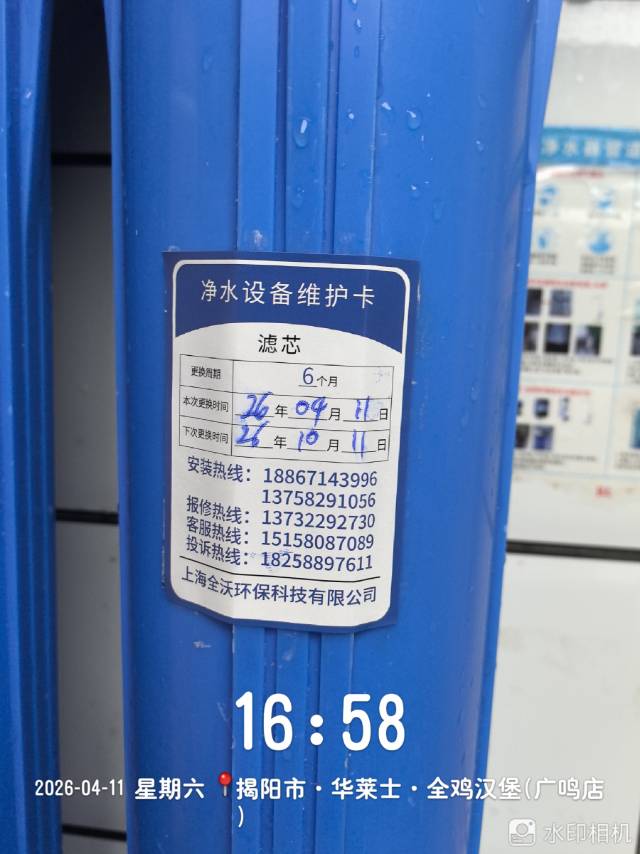 净水设备维护卡
滤芯
更换周期 6个月
本次更换时间 26年04月11日
下次更换时间 26年10月11日
安装热线：18867143996
13758291056
报修热线：13732292730
客服热线：15158087089
投诉热线：18258897611
上海全沃环保科技有限公司
净水器管道
16:58
2026-04-11 星期六 揭阳市·华莱士·全鸡汉堡(广鸣店
)
水印相机